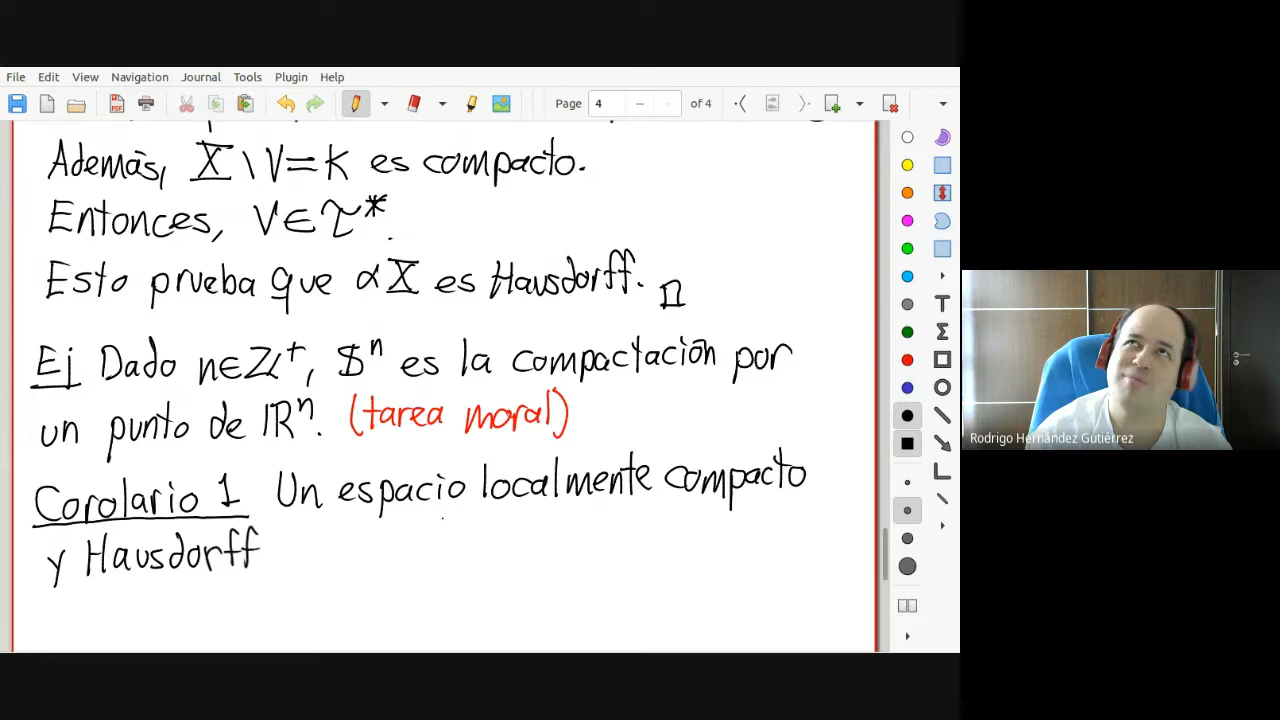 File Edit View Navigation Journal Tools Plugin Help
Page 4 of 4
Además, X \ V = K es compacto.
Entonces, V ∈ τ*.
Esto prueba que αX es Hausdorff. □
Ej Dado n∈ℤ⁺, 𝕊ⁿ es la compactación por
un punto de ℝⁿ. (tarea moral)
Corolario 1 Un espacio localmente compacto
y Hausdorff
Rodrigo Hernández Gutiérrez